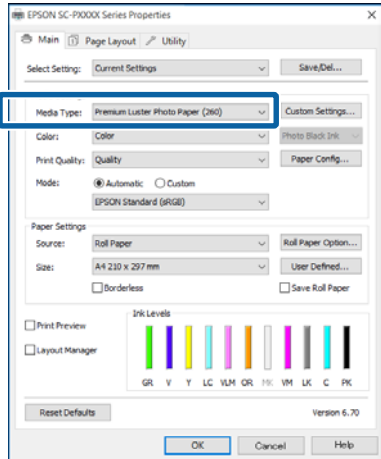 EPSON SC-PXXXX Series Properties
Main Page Layout Utility
Select Setting: Current Settings Save/Del...
Media Type: Premium Luster Photo Paper (260) Custom Settings...
Color: Color Photo Black Ink
Print Quality: Quality Paper Config...
Mode: Automatic Custom
EPSON Standard (sRGB)
Paper Settings
Source: Roll Paper Roll Paper Option...
Size: A4 210 x 297 mm User Defined...
Borderless Save Roll Paper
Ink Levels
Print Preview
Layout Manager
GR V Y LC VLM OR MK VM LK C PK
Reset Defaults Version 6.70
OK Cancel Help